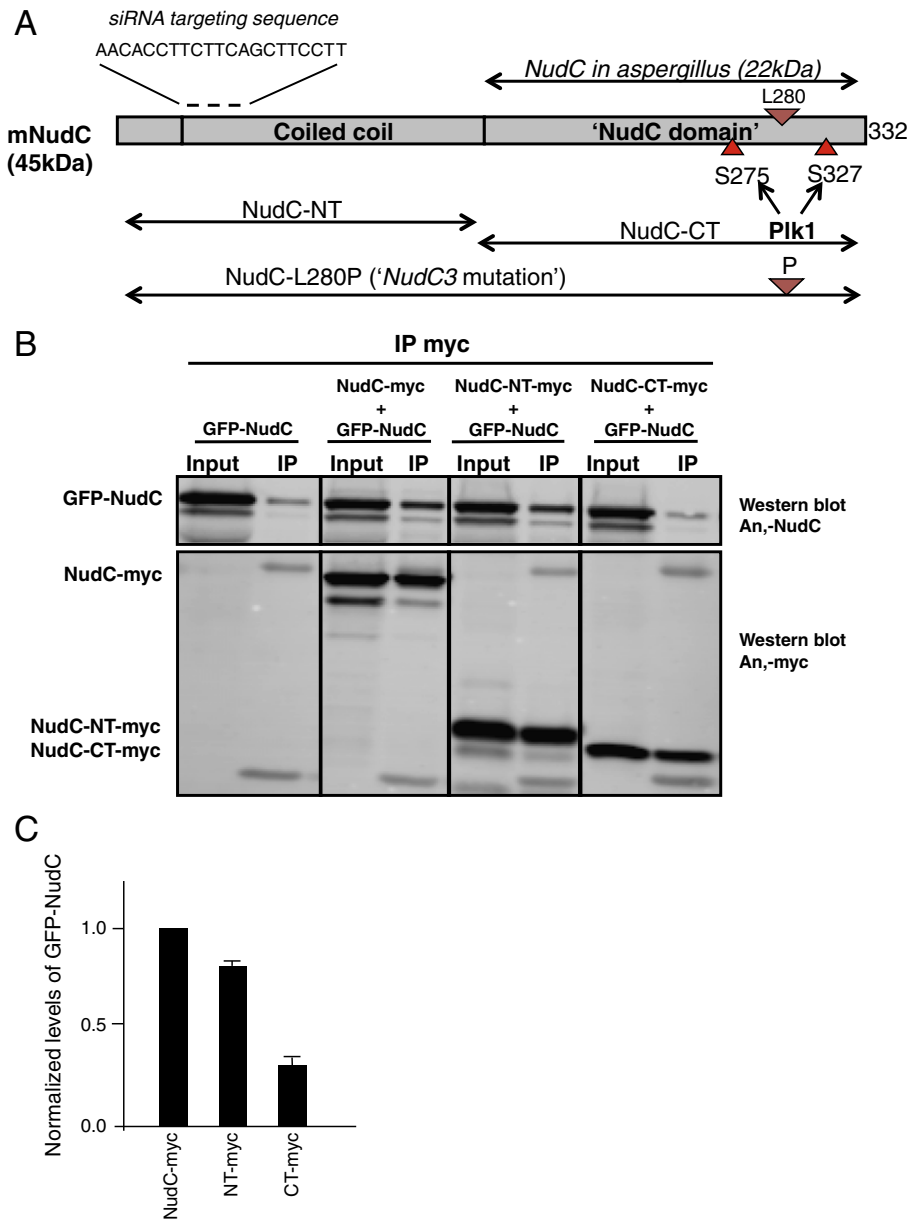 A
siRNA targeting sequence
AACACCTTCTTCAGCTTCCTT
NudC in aspergillus (22kDa)
L280
mNudC
(45kDa)
Coiled coil
'NudC domain'
332
S275
S327
NudC-NT
NudC-CT
Plk1
NudC-L280P ('NudC3 mutation')
P
B
IP myc
GFP-NudC
NudC-myc
+
GFP-NudC
NudC-NT-myc
+
GFP-NudC
NudC-CT-myc
+
GFP-NudC
Input IP Input IP Input IP Input IP
GFP-NudC
Western blot
An,-NudC
NudC-myc
Western blot
An,-myc
NudC-NT-myc
NudC-CT-myc
C
Normalized levels of GFP-NudC
1.0
0.5
0.0
NudC-myc
NT-myc
CT-myc